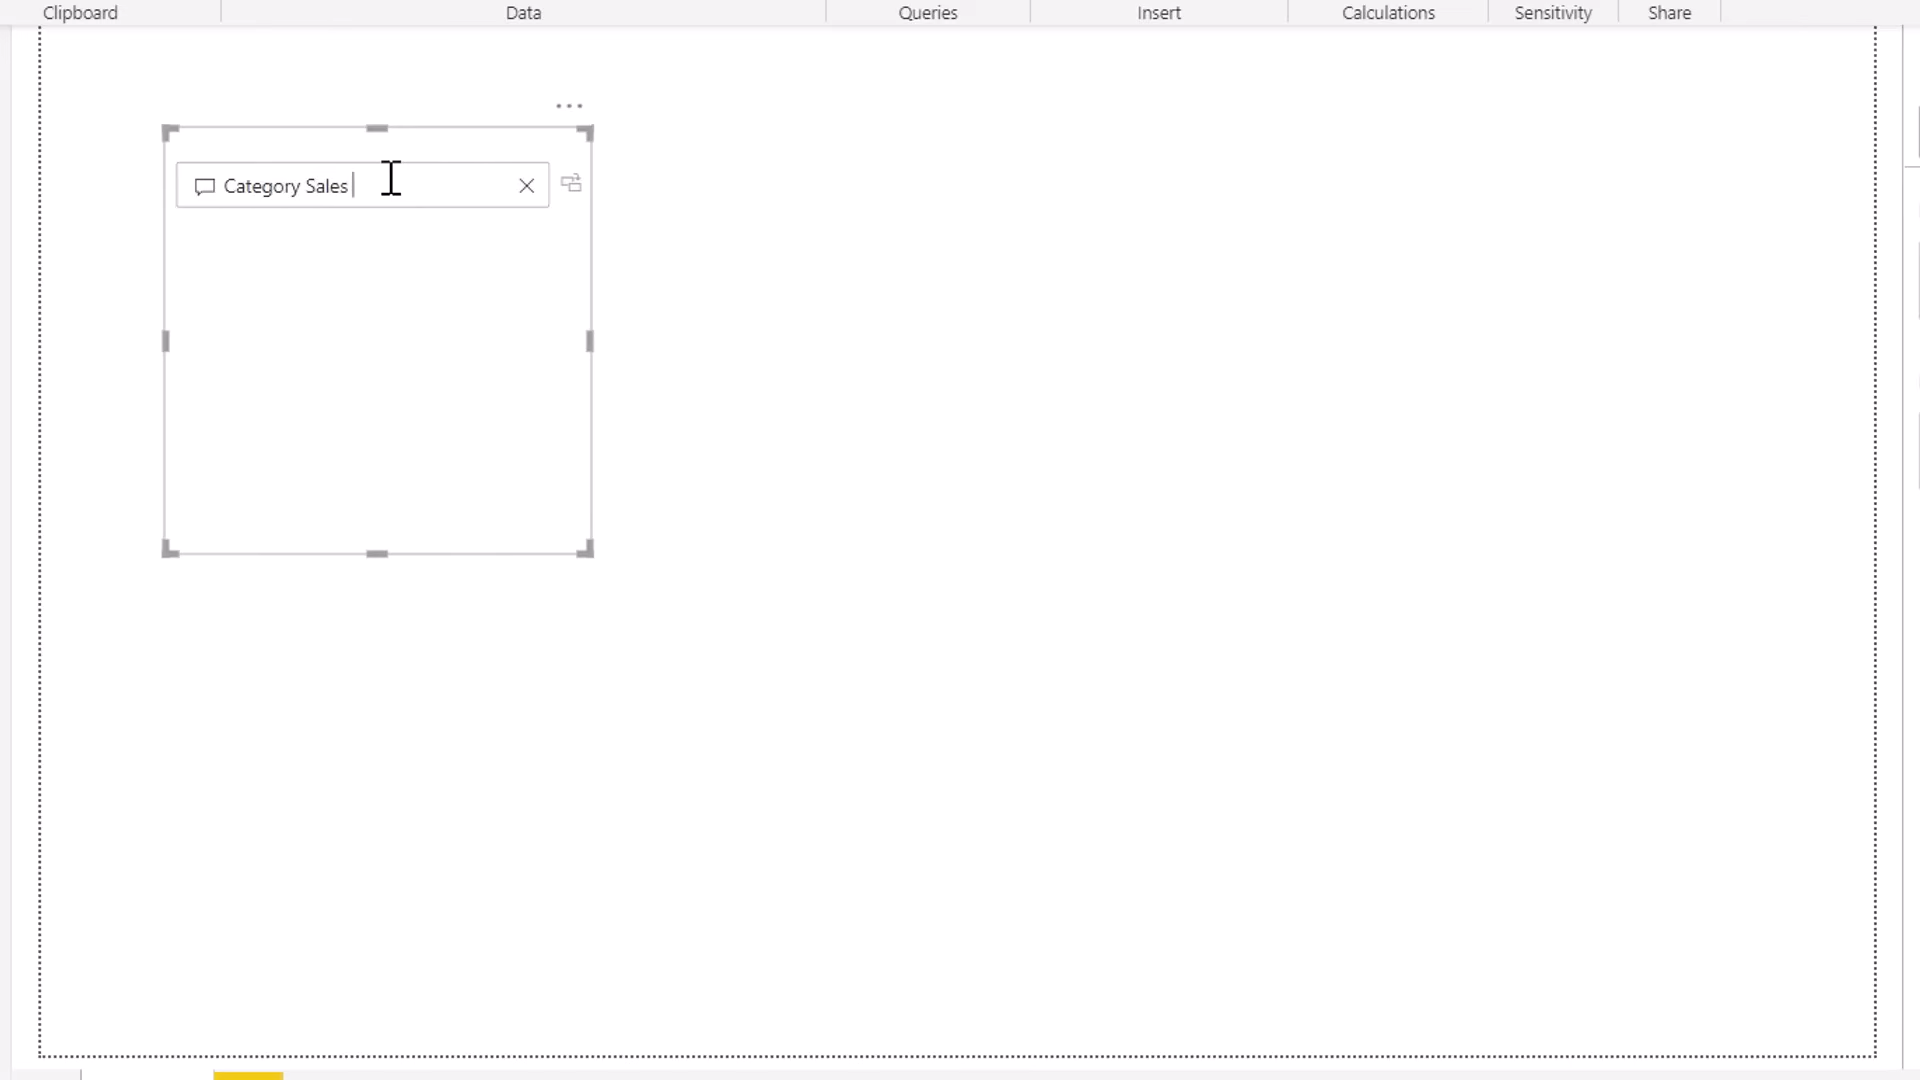 Clipboard
Data
Queries
Insert
Calculations
Sensitivity
Share
Category Sales